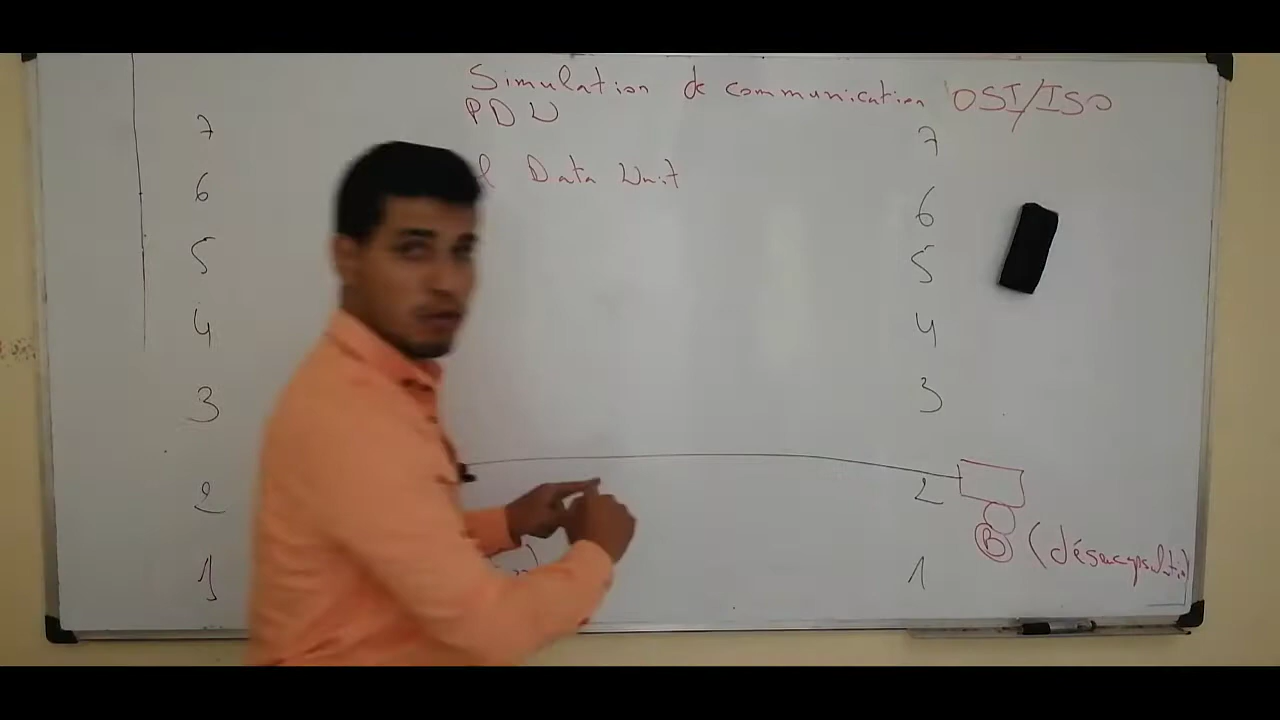 Simulation de communication OSI/ISO
PDU
Data Unit
7 7
6 6
5 5
4 4
3 3
2 2
B (désencapsulation
1 1